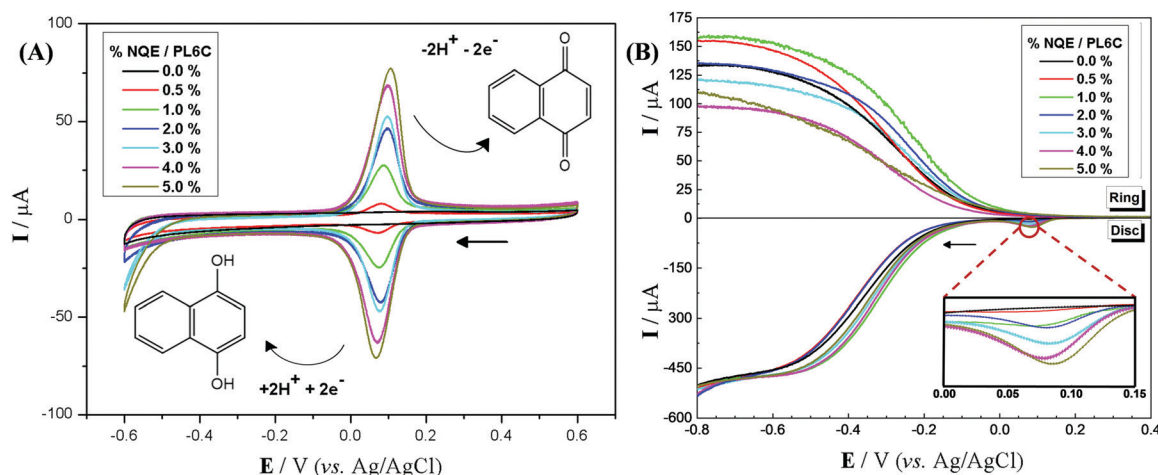 (A)
% NQE / PL6C
0.0 %
0.5 %
1.0 %
2.0 %
3.0 %
4.0 %
5.0 %
-2H⁺ - 2e⁻
O
O
OH
OH
+2H⁺ + 2e⁻
100
50
0
-50
-100
I / μA
-0.6 -0.4 -0.2 0.0 0.2 0.4 0.6
E / V (vs. Ag/AgCl)
(B)
% NQE / PL6C
0.0 %
0.5 %
1.0 %
2.0 %
3.0 %
4.0 %
5.0 %
Ring
Disc
175
150
125
100
75
50
25
0
-150
-300
-450
-600
I / μA
I / μA
0.00 0.05 0.10 0.15
-0.8 -0.6 -0.4 -0.2 0.0 0.2 0.4
E / V (vs. Ag/AgCl)